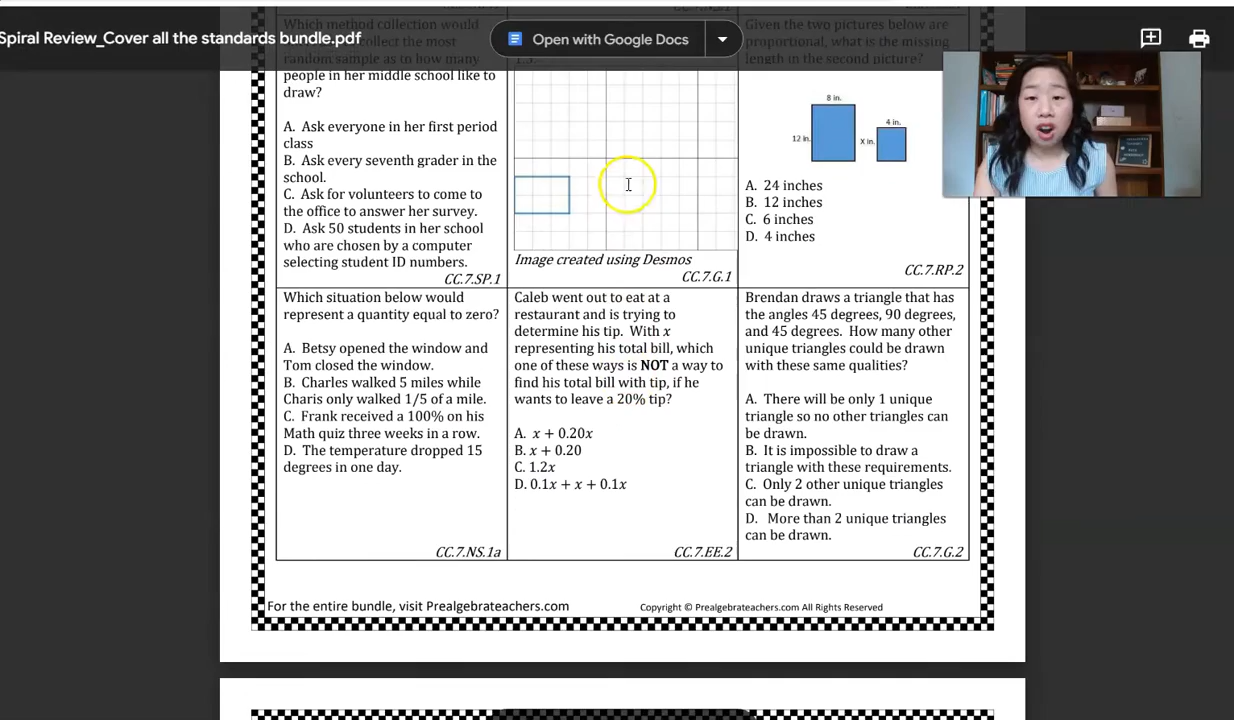 Spiral Review_Cover all the standards bundle.pdf
Open with Google Docs
Which method collection would
collect the most
random sample as to how many
people in her middle school like to
draw?
A. Ask everyone in her first period
class
B. Ask every seventh grader in the
school.
C. Ask for volunteers to come to
the office to answer her survey.
D. Ask 50 students in her school
who are chosen by a computer
selecting student ID numbers.
CC.7.SP.1
Image created using Desmos
CC.7.G.1
Given the two pictures below are
proportional, what is the missing
length in the second picture?
8 in.
4 in.
12 in.
X in.
A. 24 inches
B. 12 inches
C. 6 inches
D. 4 inches
CC.7.RP.2
Which situation below would
represent a quantity equal to zero?
A. Betsy opened the window and
Tom closed the window.
B. Charles walked 5 miles while
Charis only walked 1/5 of a mile.
C. Frank received a 100% on his
Math quiz three weeks in a row.
D. The temperature dropped 15
degrees in one day.
CC.7.NS.1a
Caleb went out to eat at a
restaurant and is trying to
determine his tip. With x
representing his total bill, which
one of these ways is NOT a way to
find his total bill with tip, if he
wants to leave a 20% tip?
A. x + 0.20x
B. x + 0.20
C. 1.2x
D. 0.1x + x + 0.1x
CC.7.EE.2
Brendan draws a triangle that has
the angles 45 degrees, 90 degrees,
and 45 degrees. How many other
unique triangles could be drawn
with these same qualities?
A. There will be only 1 unique
triangle so no other triangles can
be drawn.
B. It is impossible to draw a
triangle with these requirements.
C. Only 2 other unique triangles
can be drawn.
D. More than 2 unique triangles
can be drawn.
CC.7.G.2
For the entire bundle, visit Prealgebrateachers.com
Copyright © Prealgebrateachers.com All Rights Reserved